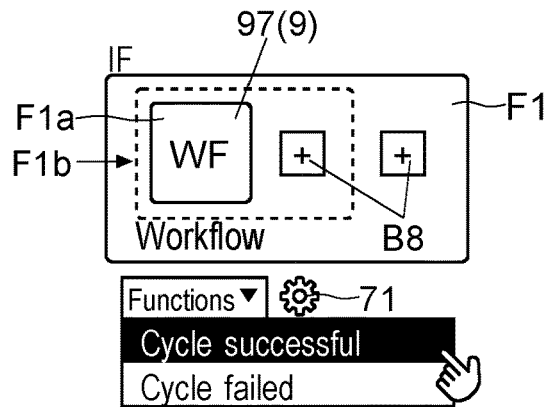 97(9)
IF
F1a
WF
+
+
F1
F1b
Workflow
B8
Functions ▼
71
Cycle successful
Cycle failed